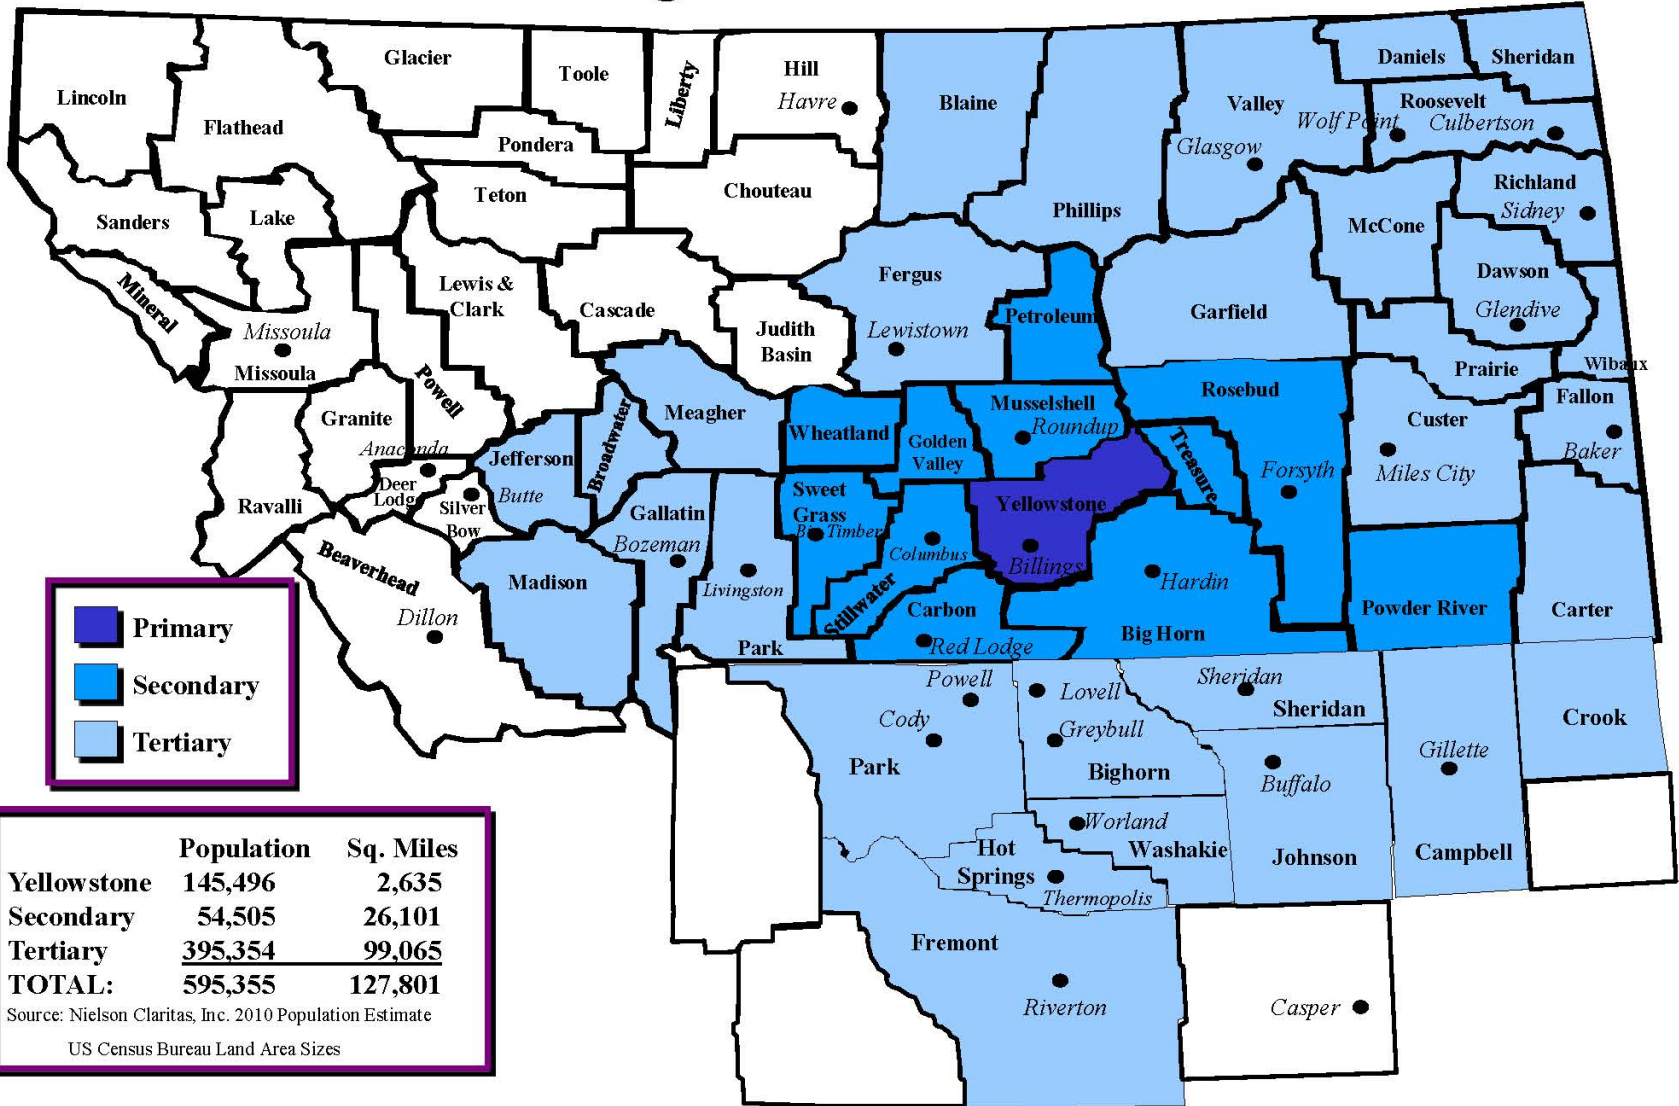 Lincoln
Flathead
Glacier
Toole
Liberty
Hill
Havre
Blaine
Phillips
Valley
Glasgow
Wolf Point
Daniels
Sheridan
Roosevelt
Culbertson
Pondera
Teton
Chouteau
Sanders
Lake
Mineral
Missoula
Missoula
Lewis &
Clark
Cascade
Judith
Basin
Fergus
Lewistown
Petroleum
Garfield
McCone
Richland
Sidney
Dawson
Glendive
Prairie
Wibaux
Powell
Granite
Anaconda
Deer
Lodge
Ravalli
Silver
Bow
Butte
Jefferson
Broadwater
Meagher
Wheatland
Golden
Valley
Musselshell
Roundup
Rosebud
Treasure
Forsyth
Custer
Miles City
Fallon
Baker
Beaverhead
Dillon
Madison
Gallatin
Bozeman
Livingston
Park
Sweet
Grass
Timber
Columbus
Stillwater
Yellowstone
Billings
Carbon
Red Lodge
Hardin
Big Horn
Powder River
Carter
Primary
Secondary
Tertiary
Powell
Cody
Park
Lovell
Greybull
Bighorn
Sheridan
Sheridan
Buffalo
Johnson
Gillette
Campbell
Crook
Worland
Washakie
Hot
Springs
Thermopolis
Fremont
Riverton
Casper
Population Sq. Miles
Yellowstone 145,496 2,635
Secondary 54,505 26,101
Tertiary 395,354 99,065
TOTAL: 595,355 127,801
Source: Nielson Claritas, Inc. 2010 Population Estimate
US Census Bureau Land Area Sizes